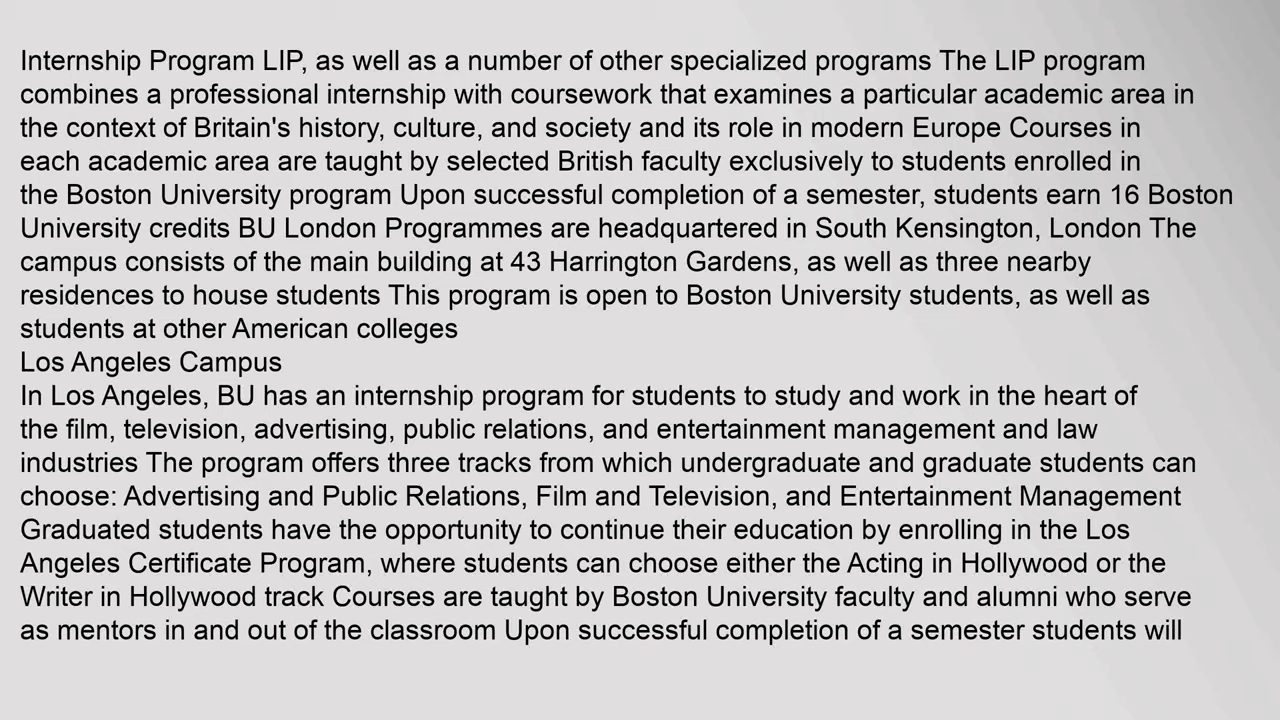 Internship Program LIP, as well as a number of other specialized programs The LIP program
combines a professional internship with coursework that examines a particular academic area in
the context of Britain's history, culture, and society and its role in modern Europe Courses in
each academic area are taught by selected British faculty exclusively to students enrolled in
the Boston University program Upon successful completion of a semester, students earn 16 Boston
University credits BU London Programmes are headquartered in South Kensington, London The
campus consists of the main building at 43 Harrington Gardens, as well as three nearby
residences to house students This program is open to Boston University students, as well as
students at other American colleges
Los Angeles Campus
In Los Angeles, BU has an internship program for students to study and work in the heart of
the film, television, advertising, public relations, and entertainment management and law
industries The program offers three tracks from which undergraduate and graduate students can
choose: Advertising and Public Relations, Film and Television, and Entertainment Management
Graduated students have the opportunity to continue their education by enrolling in the Los
Angeles Certificate Program, where students can choose either the Acting in Hollywood or the
Writer in Hollywood track Courses are taught by Boston University faculty and alumni who serve
as mentors in and out of the classroom Upon successful completion of a semester students will